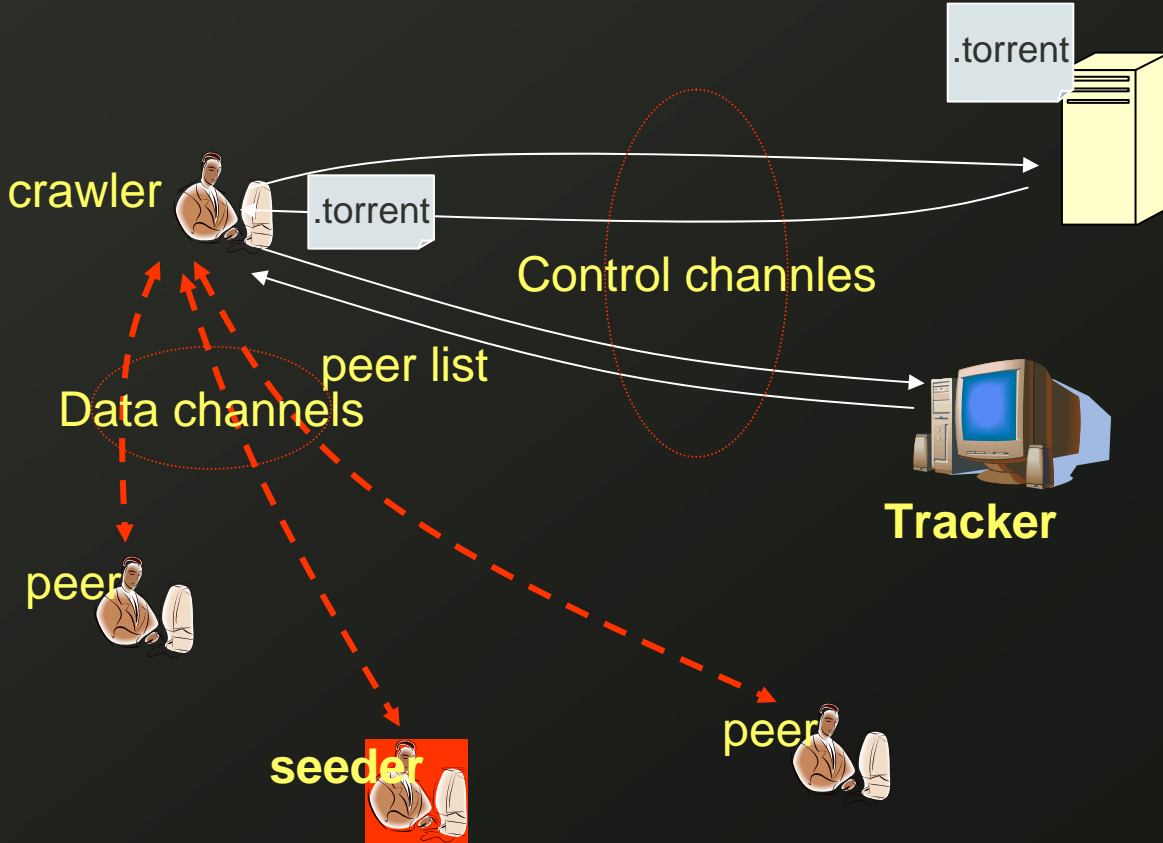 .torrent
crawler
.torrent
Control channles
peer list
Data channels
Tracker
peer
peer
seeder